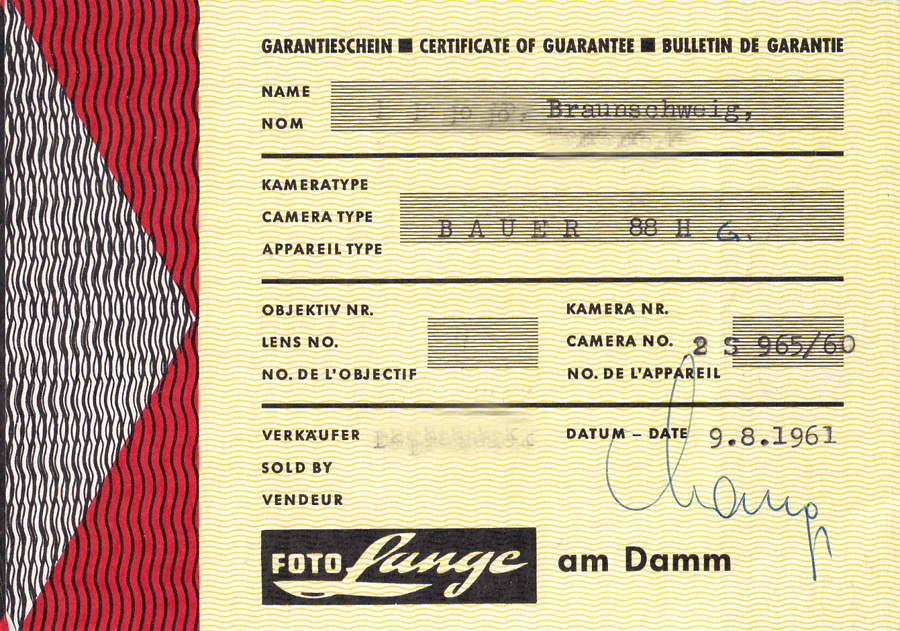 GARANTIESCHEIN ■ CERTIFICATE OF GUARANTEE ■ BULLETIN DE GARANTIE
NAME
NOM
Braunschweig,
KAMERATYPE
CAMERA TYPE
APPAREIL TYPE
BAUER 88 H G.
OBJEKTIV NR.
LENS NO.
NO. DE L'OBJECTIF
KAMERA NR.
CAMERA NO. 2 S 965/60
NO. DE L'APPAREIL
VERKÄUFER
SOLD BY
VENDEUR
DATUM – DATE 9.8.1961
FOTO Lange am Damm